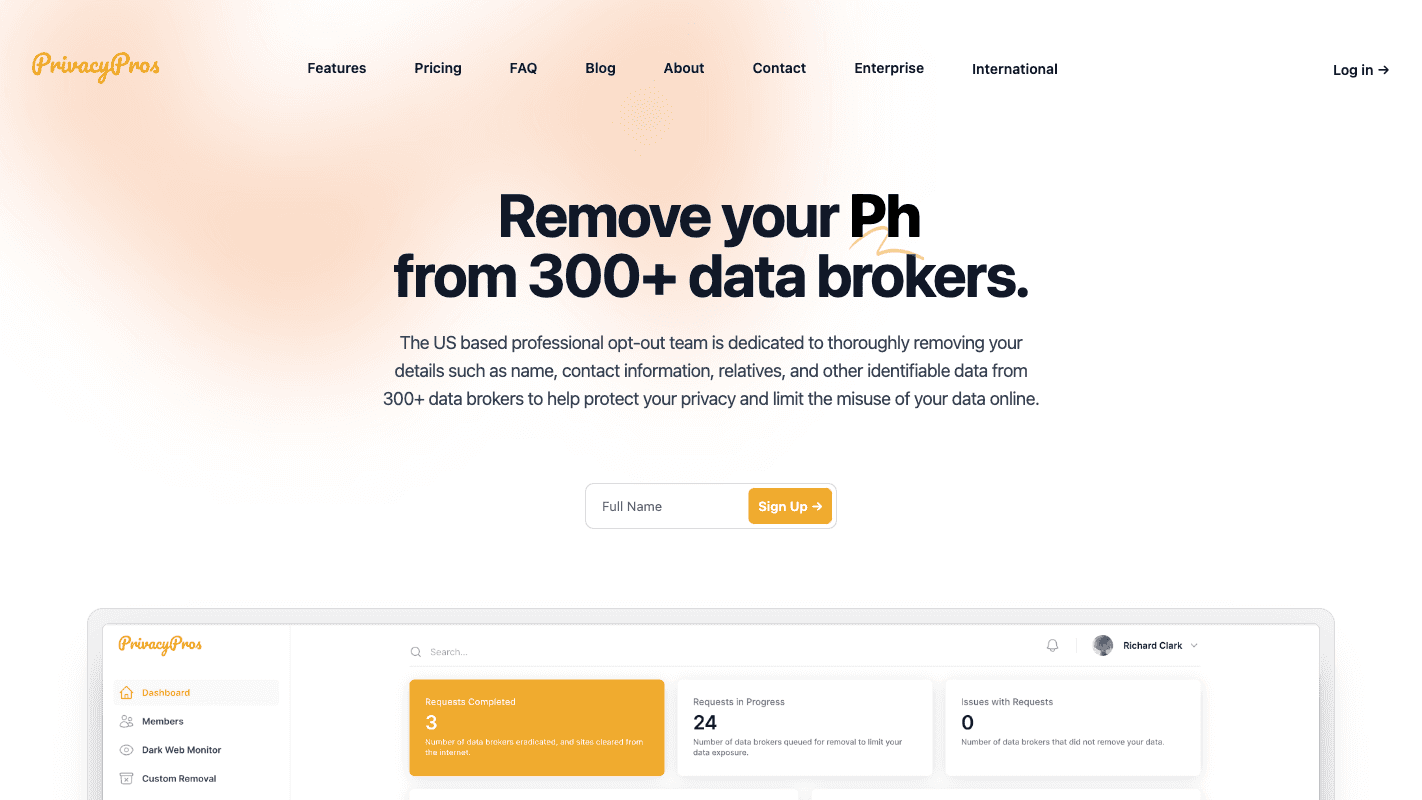 PrivacyPros
Features
Pricing
FAQ
Blog
About
Contact
Enterprise
International
Log in →
Remove your Ph
from 300+ data brokers.
The US based professional opt-out team is dedicated to thoroughly removing your
details such as name, contact information, relatives, and other identifiable data from
300+ data brokers to help protect your privacy and limit the misuse of your data online.
Full Name
Sign Up →
PrivacyPros
Search...
Richard Clark
Dashboard
Members
Dark Web Monitor
Custom Removal
Requests Completed
3
Number of data brokers eradicated, and sites cleared from
the internet.
Requests in Progress
24
Number of data brokers queued for removal to limit your
data exposure.
Issues with Requests
0
Number of data brokers that did not remove your data.